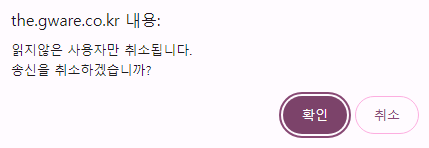 the.gware.co.kr 내용:
읽지않은 사용자만 취소됩니다.
송신을 취소하겠습니까?
확인
취소